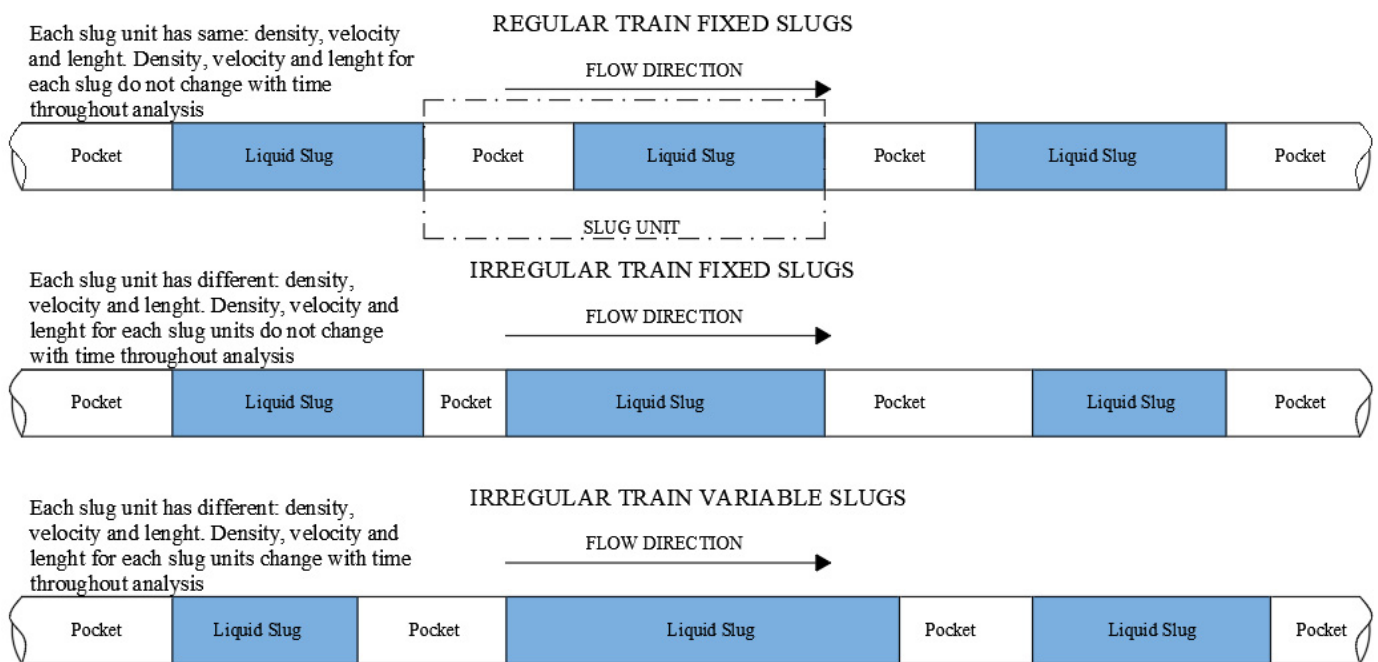 REGULAR TRAIN FIXED SLUGS
Each slug unit has same: density, velocity
and lenght. Density, velocity and lenght for
each slug do not change with time
throughout analysis
FLOW DIRECTION
Pocket Liquid Slug Pocket Liquid Slug Pocket Liquid Slug Pocket
SLUG UNIT
IRREGULAR TRAIN FIXED SLUGS
Each slug unit has different: density,
velocity and lenght. Density, velocity and
lenght for each slug units do not change
with time throughout analysis
FLOW DIRECTION
Pocket Liquid Slug Pocket Liquid Slug Pocket Liquid Slug Pocket
IRREGULAR TRAIN VARIABLE SLUGS
Each slug unit has different: density,
velocity and lenght. Density, velocity and
lenght for each slug units change with time
throughout analysis
FLOW DIRECTION
Pocket Liquid Slug Pocket Liquid Slug Pocket Liquid Slug Pocket